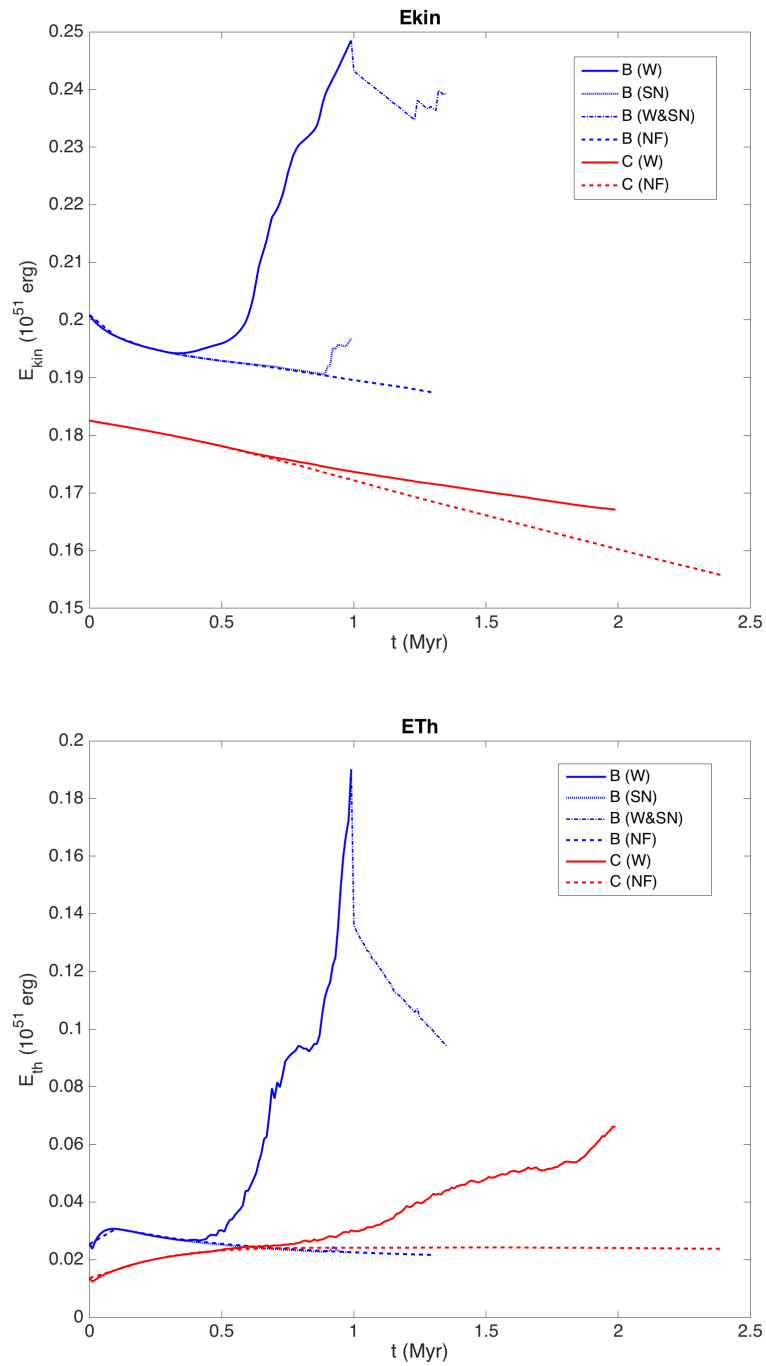 Ekin
0.25
0.24
0.23
0.22
0.21
0.2
0.19
0.18
0.17
0.16
0.15
E_kin (10^51 erg)
B (W)
B (SN)
B (W&SN)
B (NF)
C (W)
C (NF)
0 0.5 1 1.5 2 2.5
t (Myr)
ETh
0.2
0.18
0.16
0.14
0.12
0.1
0.08
0.06
0.04
0.02
0
E_th (10^51 erg)
B (W)
B (SN)
B (W&SN)
B (NF)
C (W)
C (NF)
0 0.5 1 1.5 2 2.5
t (Myr)